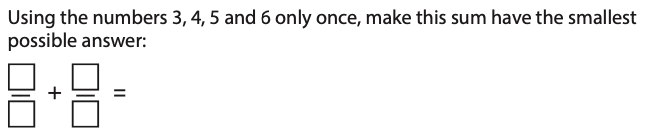 Using the numbers 3, 4, 5 and 6 only once, make this sum have the smallest
possible answer:
+ =